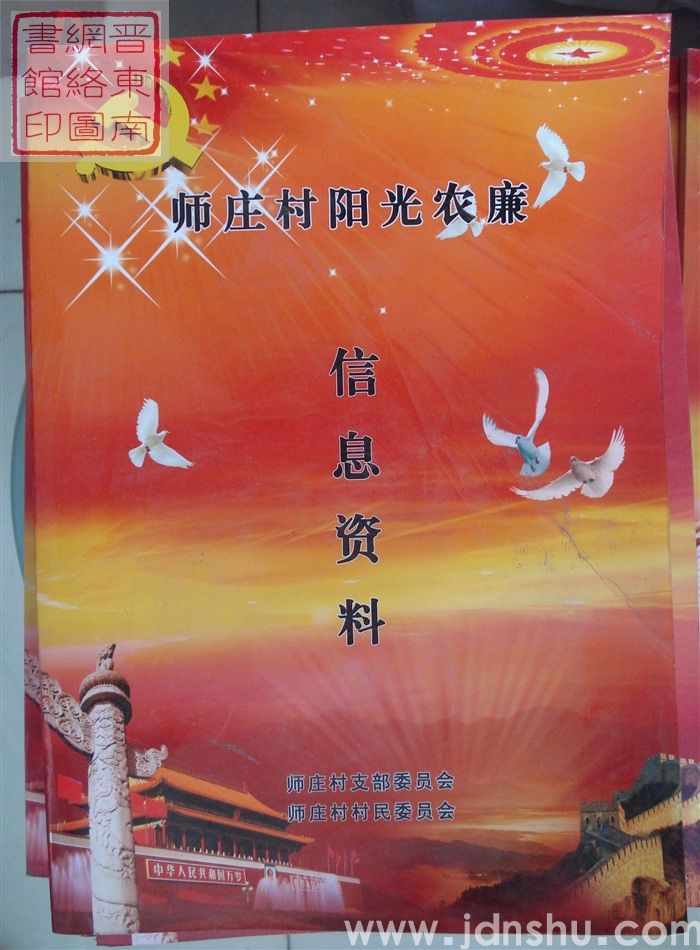 晋東南
網絡圖
書館印
师庄村阳光农廉
信
息
资
料
师庄村支部委员会
师庄村村民委员会
中华人民共和国万岁
www.jdnshu.com